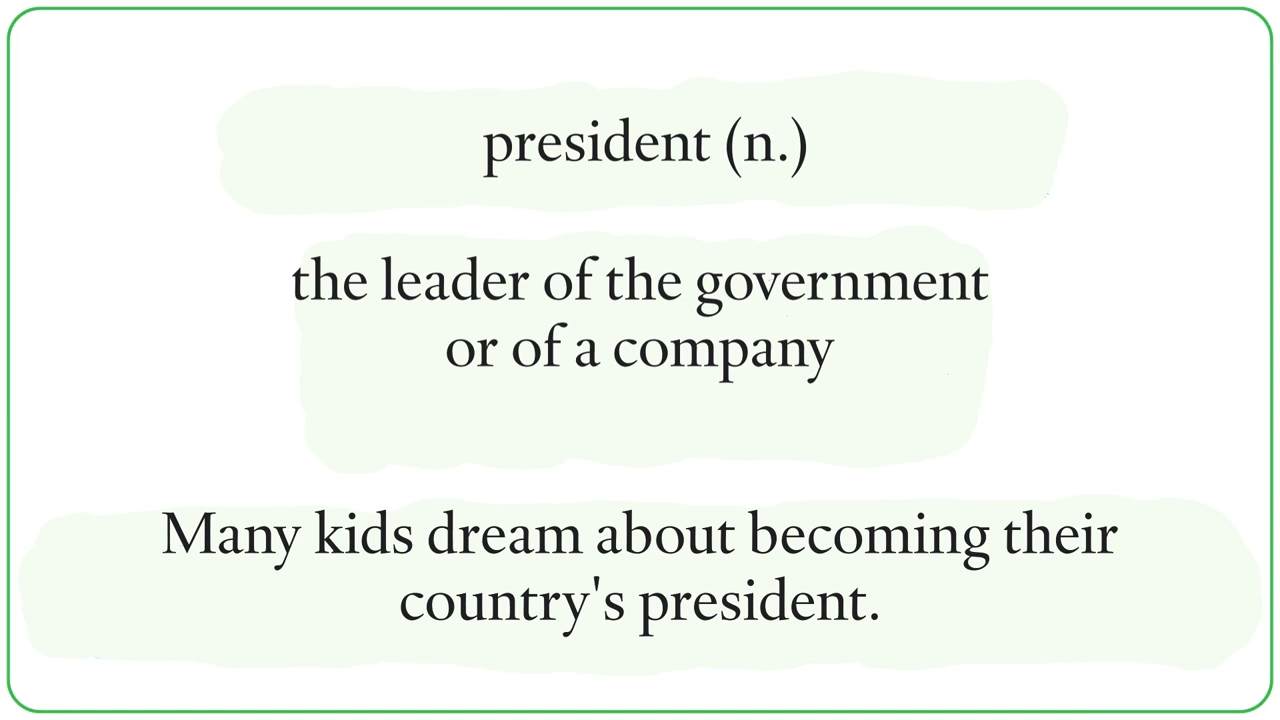 president (n.)
the leader of the government
or of a company
Many kids dream about becoming their
country's president.